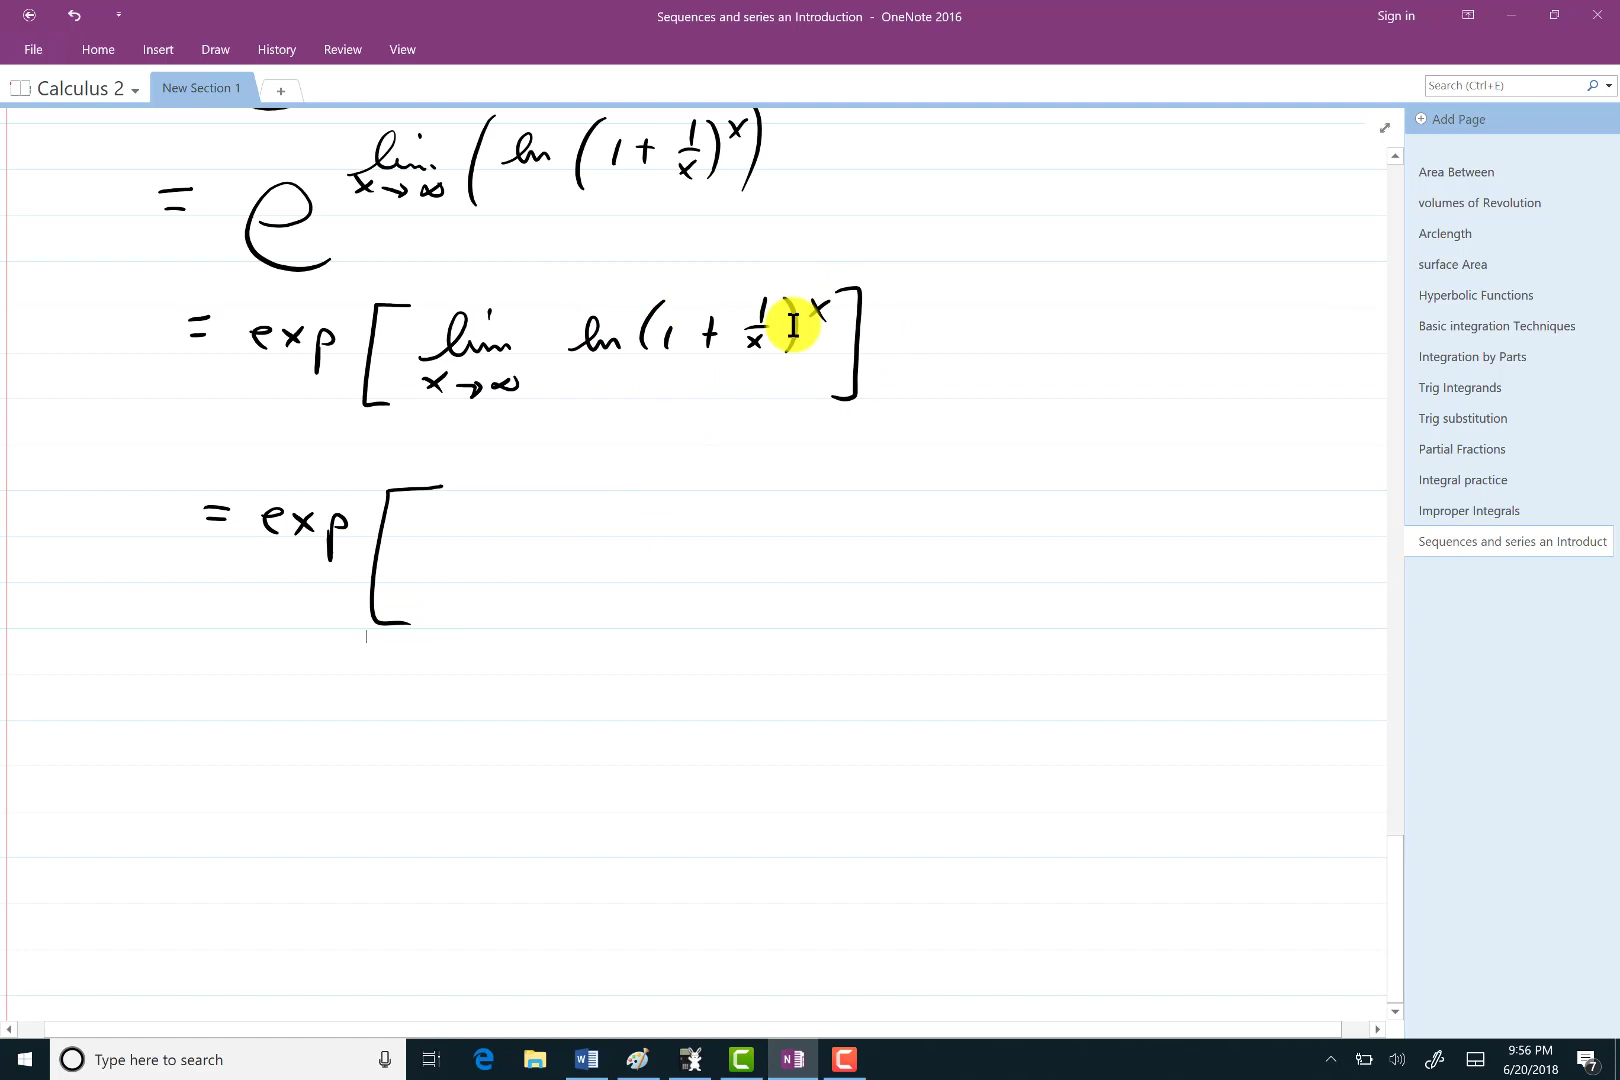 Sequences and series an Introduction - OneNote 2016
Sign in
File Home Insert Draw History Review View
Calculus 2
New Section 1
+
Search (Ctrl+E)
= e^{lim_{x→∞} (ln (1 + 1/x)^x)}
= exp [ lim_{x→∞} ln (1 + 1/x)^x ]
= exp [
Add Page
Area Between
volumes of Revolution
Arclength
surface Area
Hyperbolic Functions
Basic integration Techniques
Integration by Parts
Trig Integrands
Trig substitution
Partial Fractions
Integral practice
Improper Integrals
Sequences and series an Introduct
Type here to search
9:56 PM
6/20/2018
7